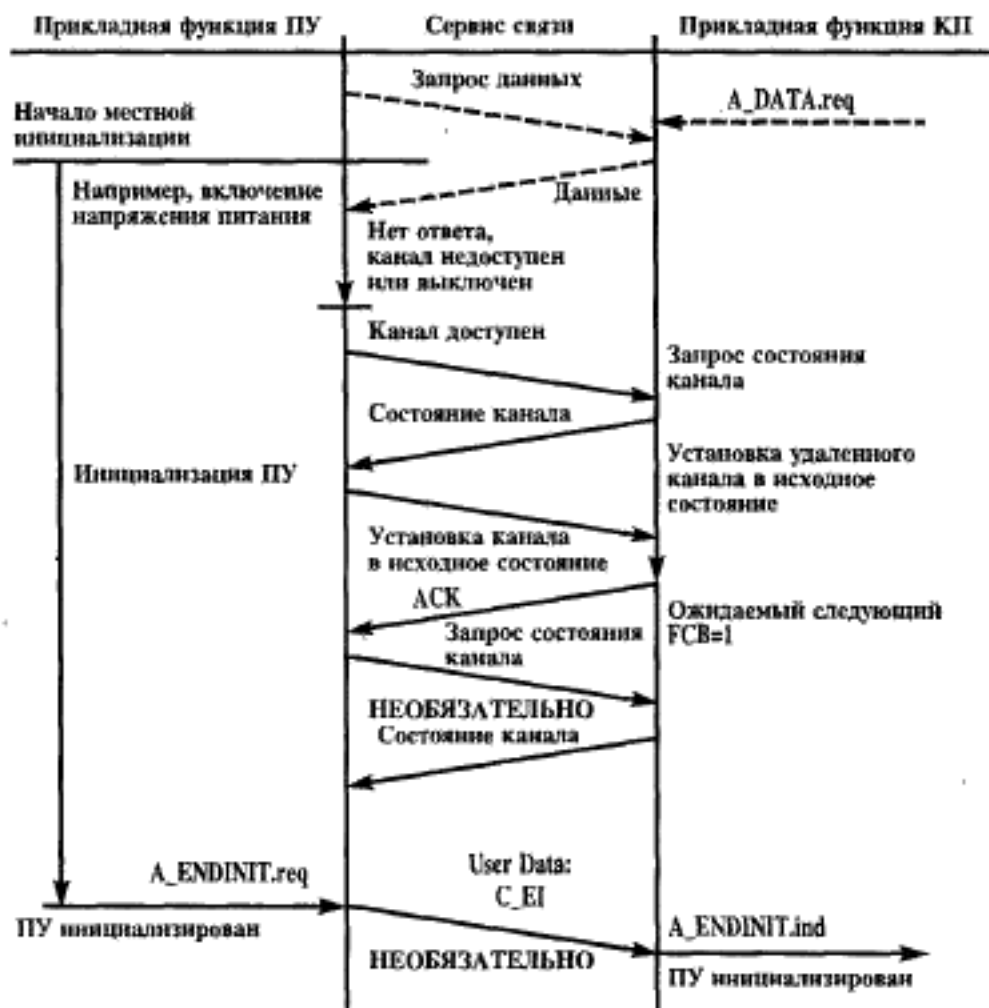 Прикладная функция ПУ
Сервис связи
Прикладная функция КП
Запрос данных
A_DATA.req
Начало местной
инициализации
Например, включение
напряжения питания
Данные
Нет ответа,
канал недоступен
или выключен
Канал доступен
Запрос состояния
канала
Состояние канала
Инициализация ПУ
Установка удаленного
канала в исходное
состояние
Установка канала
в исходное состояние
ACK
Ожидаемый следующий
FCB=1
Запрос состояния
канала
НЕОБЯЗАТЕЛЬНО
Состояние канала
A_ENDINIT.req
User Data:
C_EI
ПУ инициализирован
A_ENDINIT.ind
НЕОБЯЗАТЕЛЬНО
ПУ инициализирован